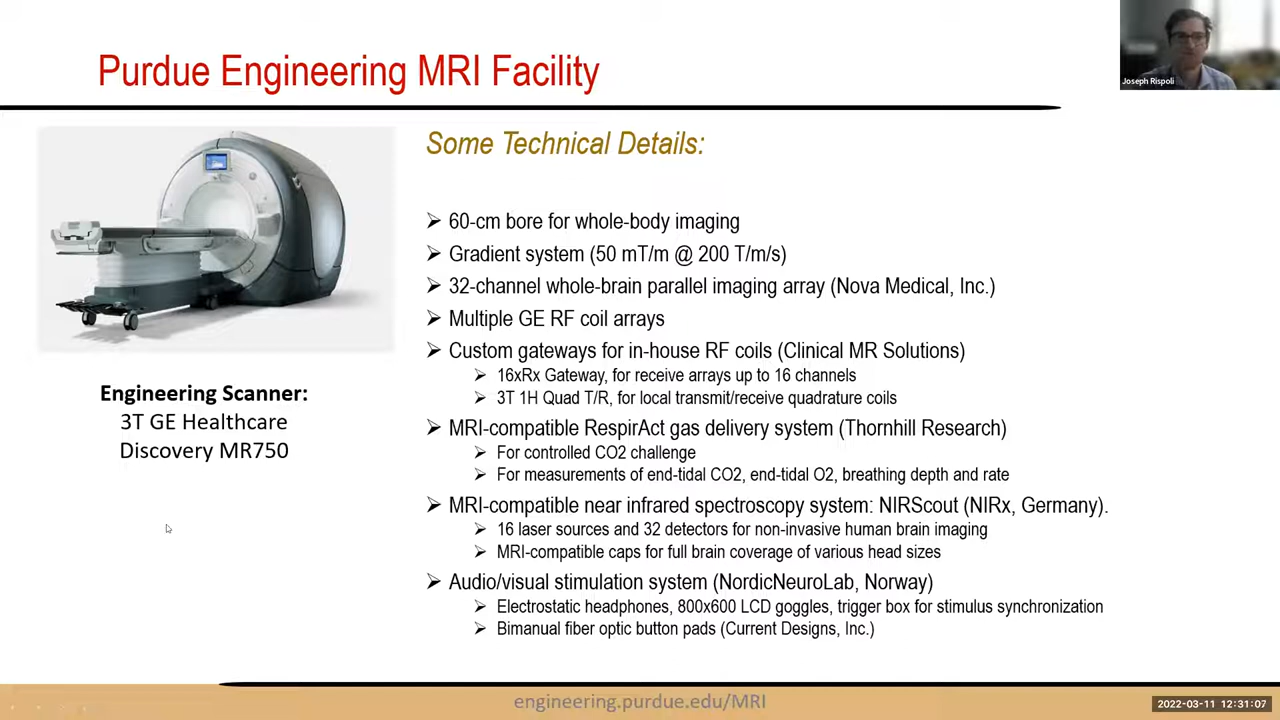 Purdue Engineering MRI Facility
Joseph Rispoli
Some Technical Details:
60-cm bore for whole-body imaging
Gradient system (50 mT/m @ 200 T/m/s)
32-channel whole-brain parallel imaging array (Nova Medical, Inc.)
Multiple GE RF coil arrays
Custom gateways for in-house RF coils (Clinical MR Solutions)
16xRx Gateway, for receive arrays up to 16 channels
3T 1H Quad T/R, for local transmit/receive quadrature coils
MRI-compatible RespirAct gas delivery system (Thornhill Research)
For controlled CO2 challenge
For measurements of end-tidal CO2, end-tidal O2, breathing depth and rate
MRI-compatible near infrared spectroscopy system: NIRScout (NIRx, Germany).
16 laser sources and 32 detectors for non-invasive human brain imaging
MRI-compatible caps for full brain coverage of various head sizes
Audio/visual stimulation system (NordicNeuroLab, Norway)
Electrostatic headphones, 800x600 LCD goggles, trigger box for stimulus synchronization
Bimanual fiber optic button pads (Current Designs, Inc.)
Engineering Scanner:
3T GE Healthcare
Discovery MR750
engineering.purdue.edu/MRI
2022-03-11 12:31:07